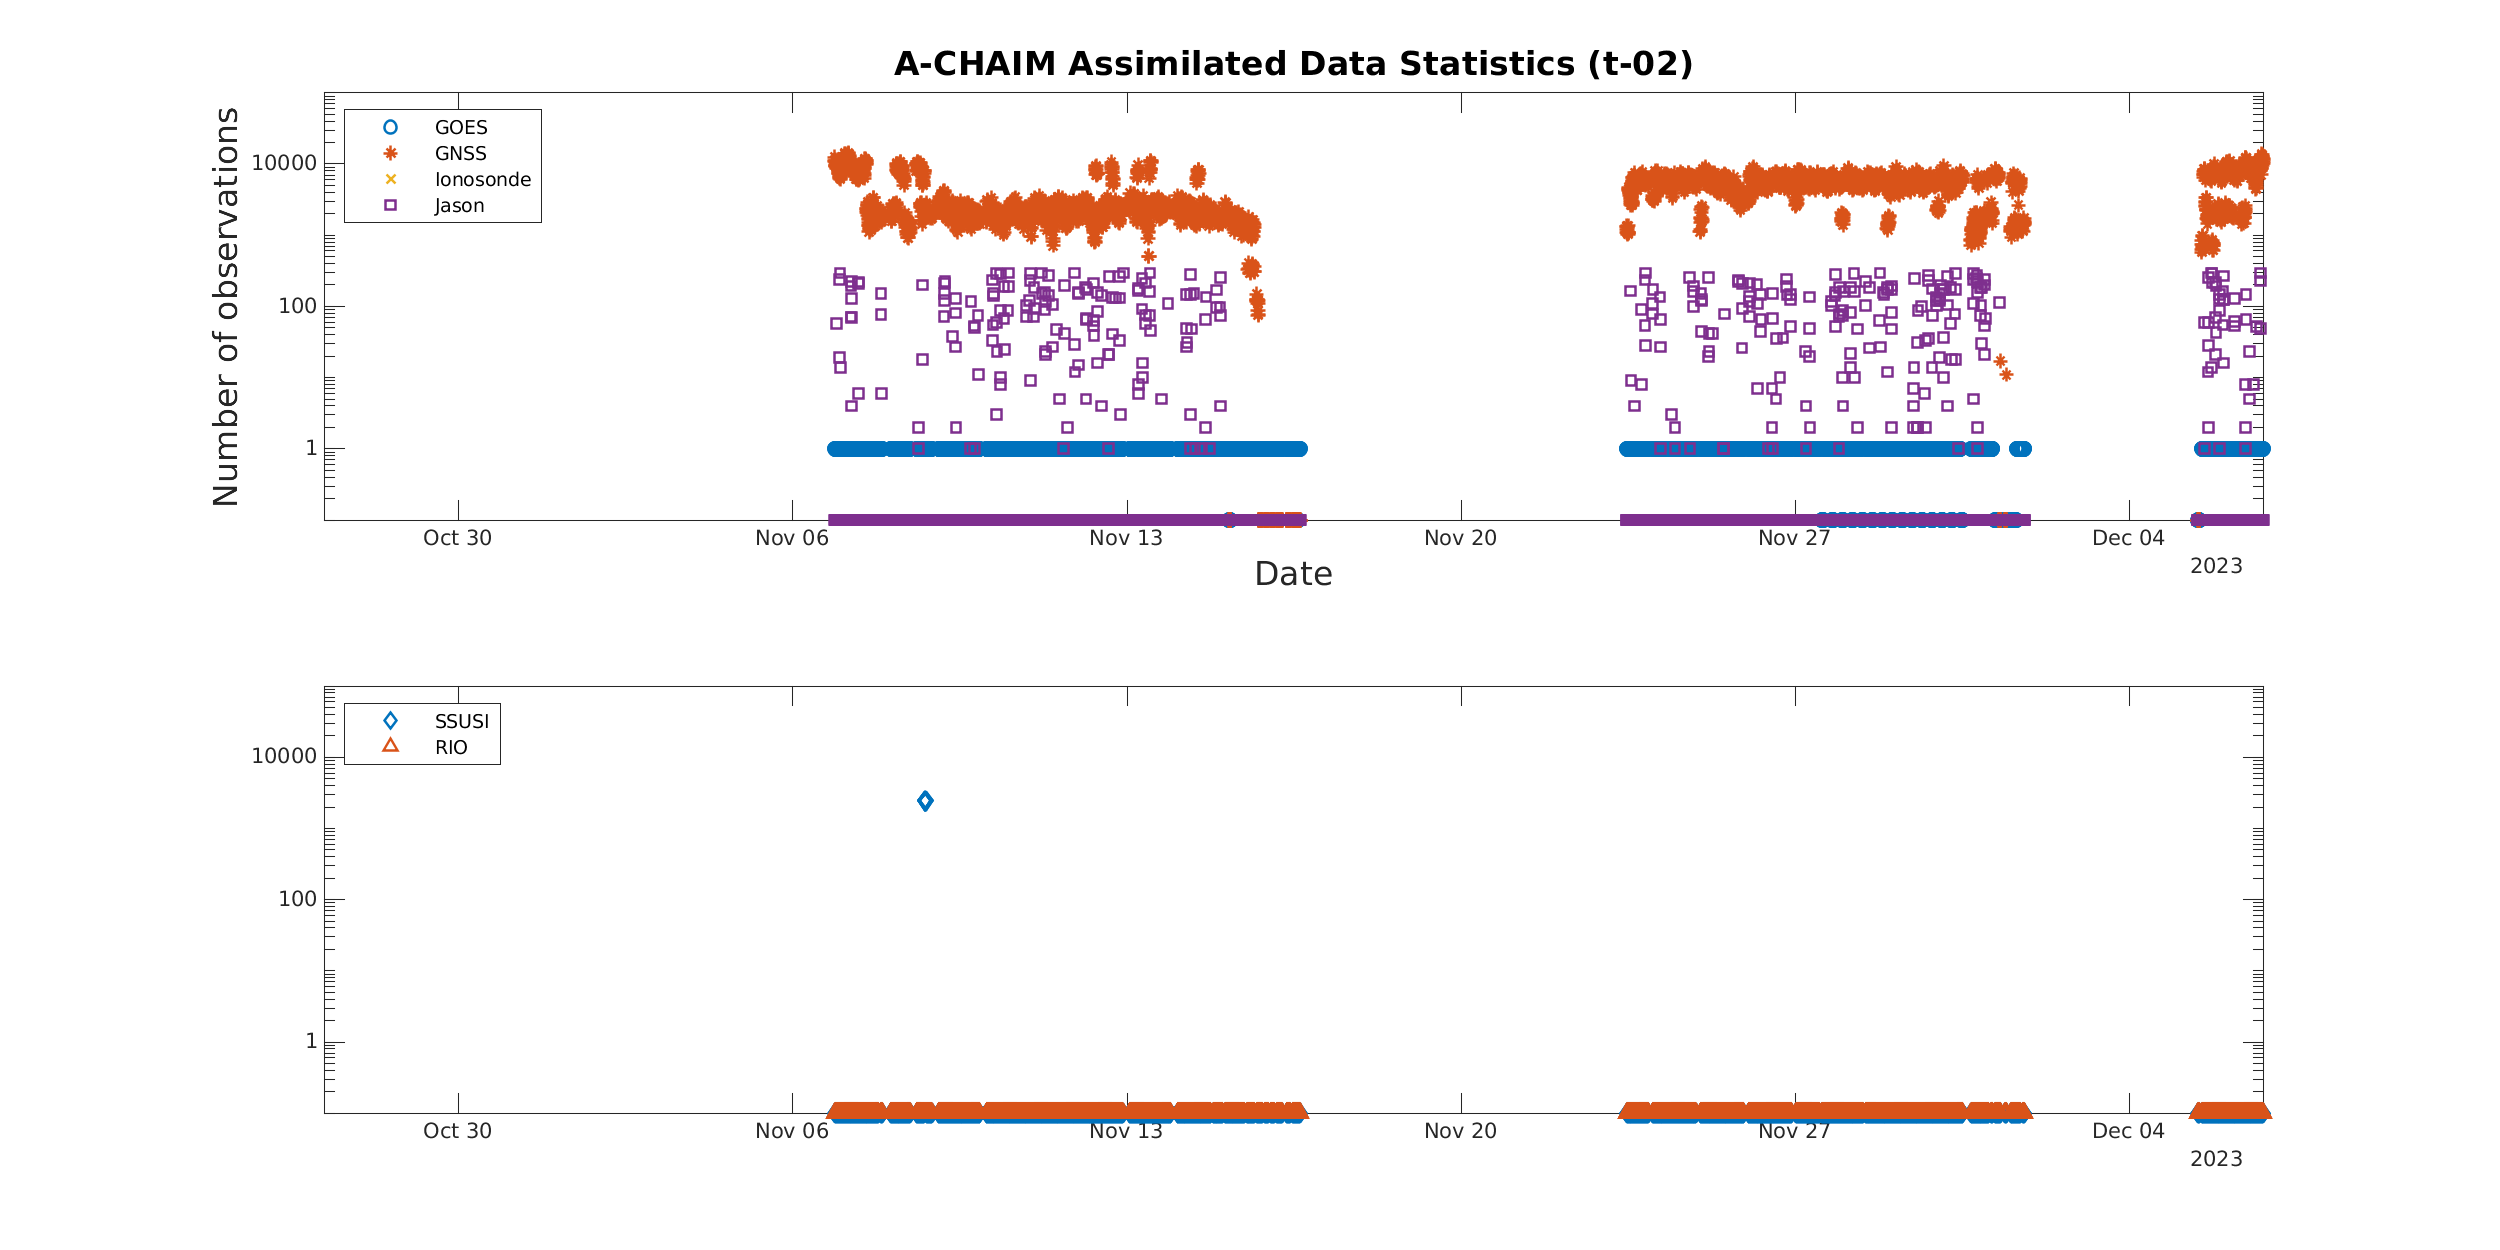 A-CHAIM Assimilated Data Statistics (t-02)
GOES
GNSS
Ionosonde
Jason
10000
100
1
Number of observations
Oct 30
Nov 06
Nov 13
Nov 20
Nov 27
Dec 04
2023
Date
SSUSI
RIO
10000
100
1
Oct 30
Nov 06
Nov 13
Nov 20
Nov 27
Dec 04
2023